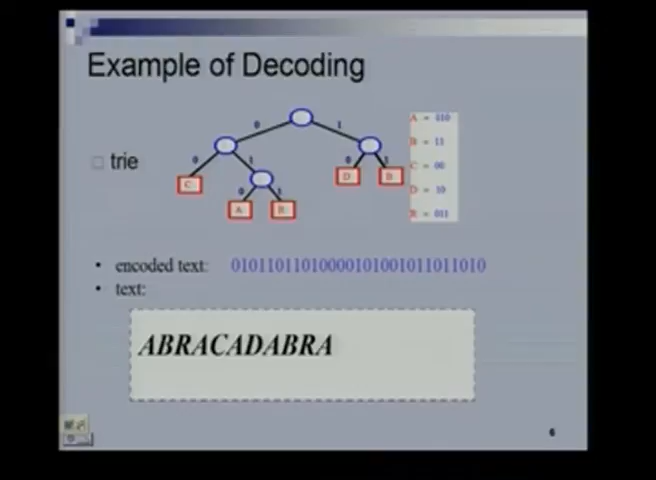 Example of Decoding
trie
0
1
0
1
0
1
C
D
B
0
1
A
R
A = 010
B = 11
C = 00
D = 10
R = 011
encoded text: 01011011010000101001011011010
text:
ABRACADABRA
6